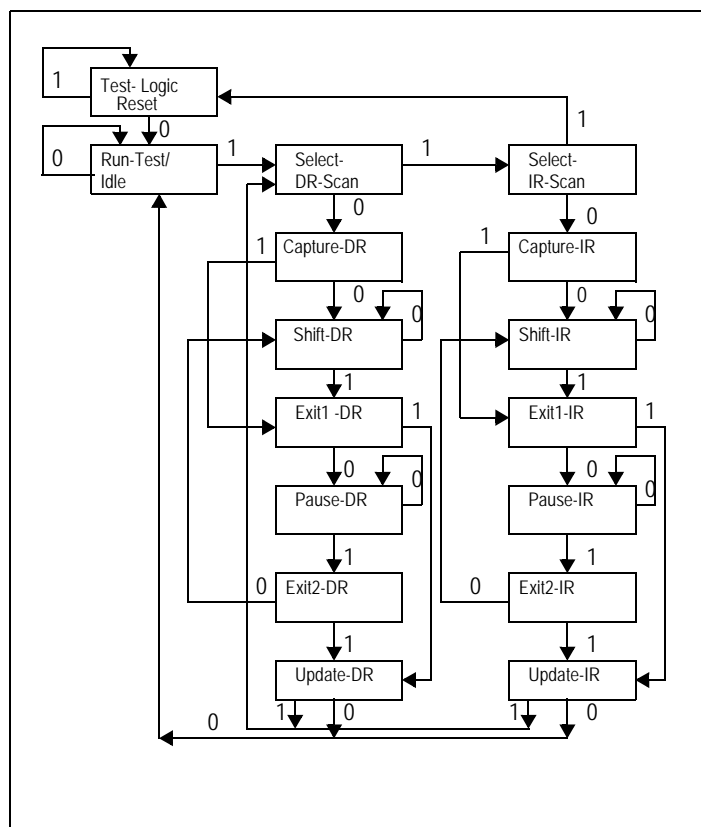 1
Test- Logic
Reset
0
1
0
Run-Test/
Idle
1
Select-
DR-Scan
1
Select-
IR-Scan
0
0
1
Capture-DR
1
Capture-IR
0
0
0
0
Shift-DR
Shift-IR
1
1
Exit1 -DR
1
Exit1-IR
1
0
0
0
0
Pause-DR
Pause-IR
1
1
0
Exit2-DR
0
Exit2-IR
1
1
Update-DR
Update-IR
1
0
1
0
0